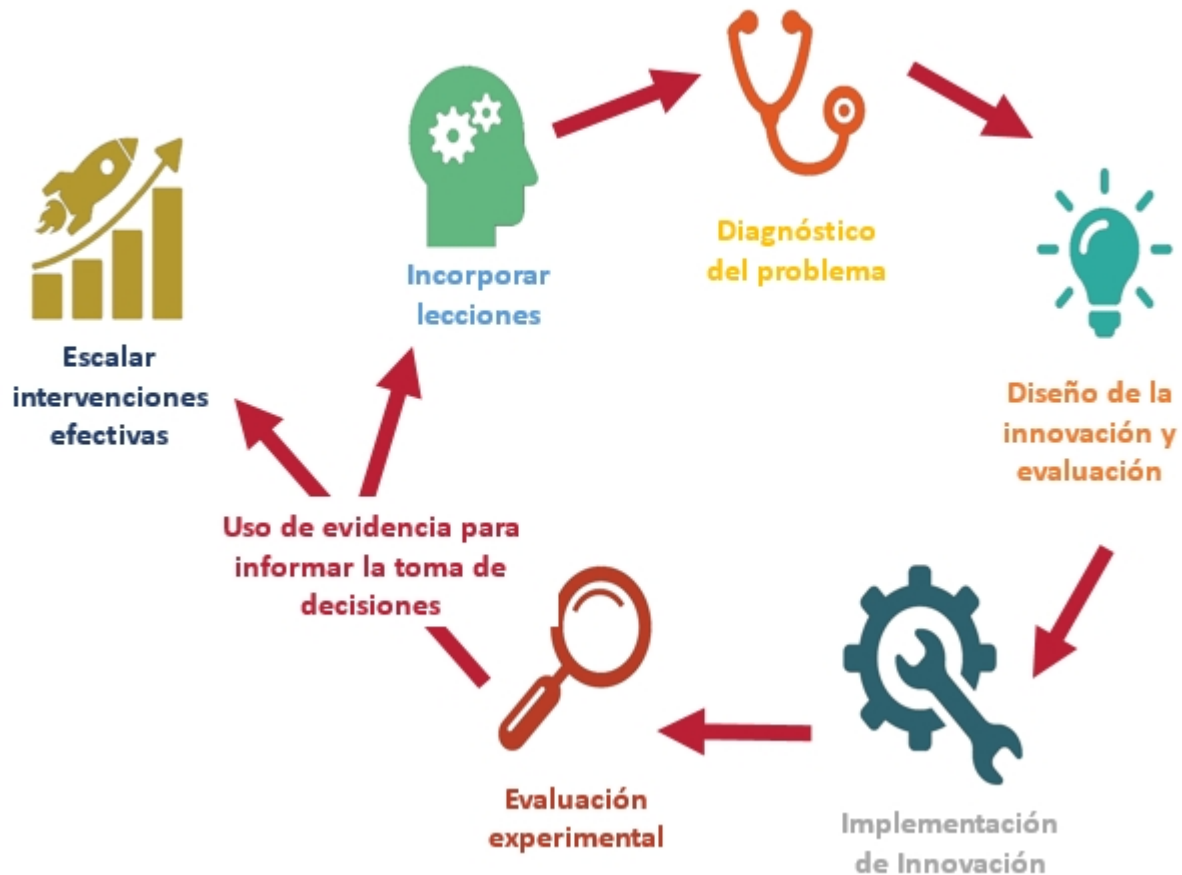 Incorporar
lecciones
Diagnóstico
del problema
Escalar
intervenciones
efectivas
Diseño de la
innovación y
evaluación
Uso de evidencia para
informar la toma de
decisiones
Evaluación
experimental
Implementación
de Innovación